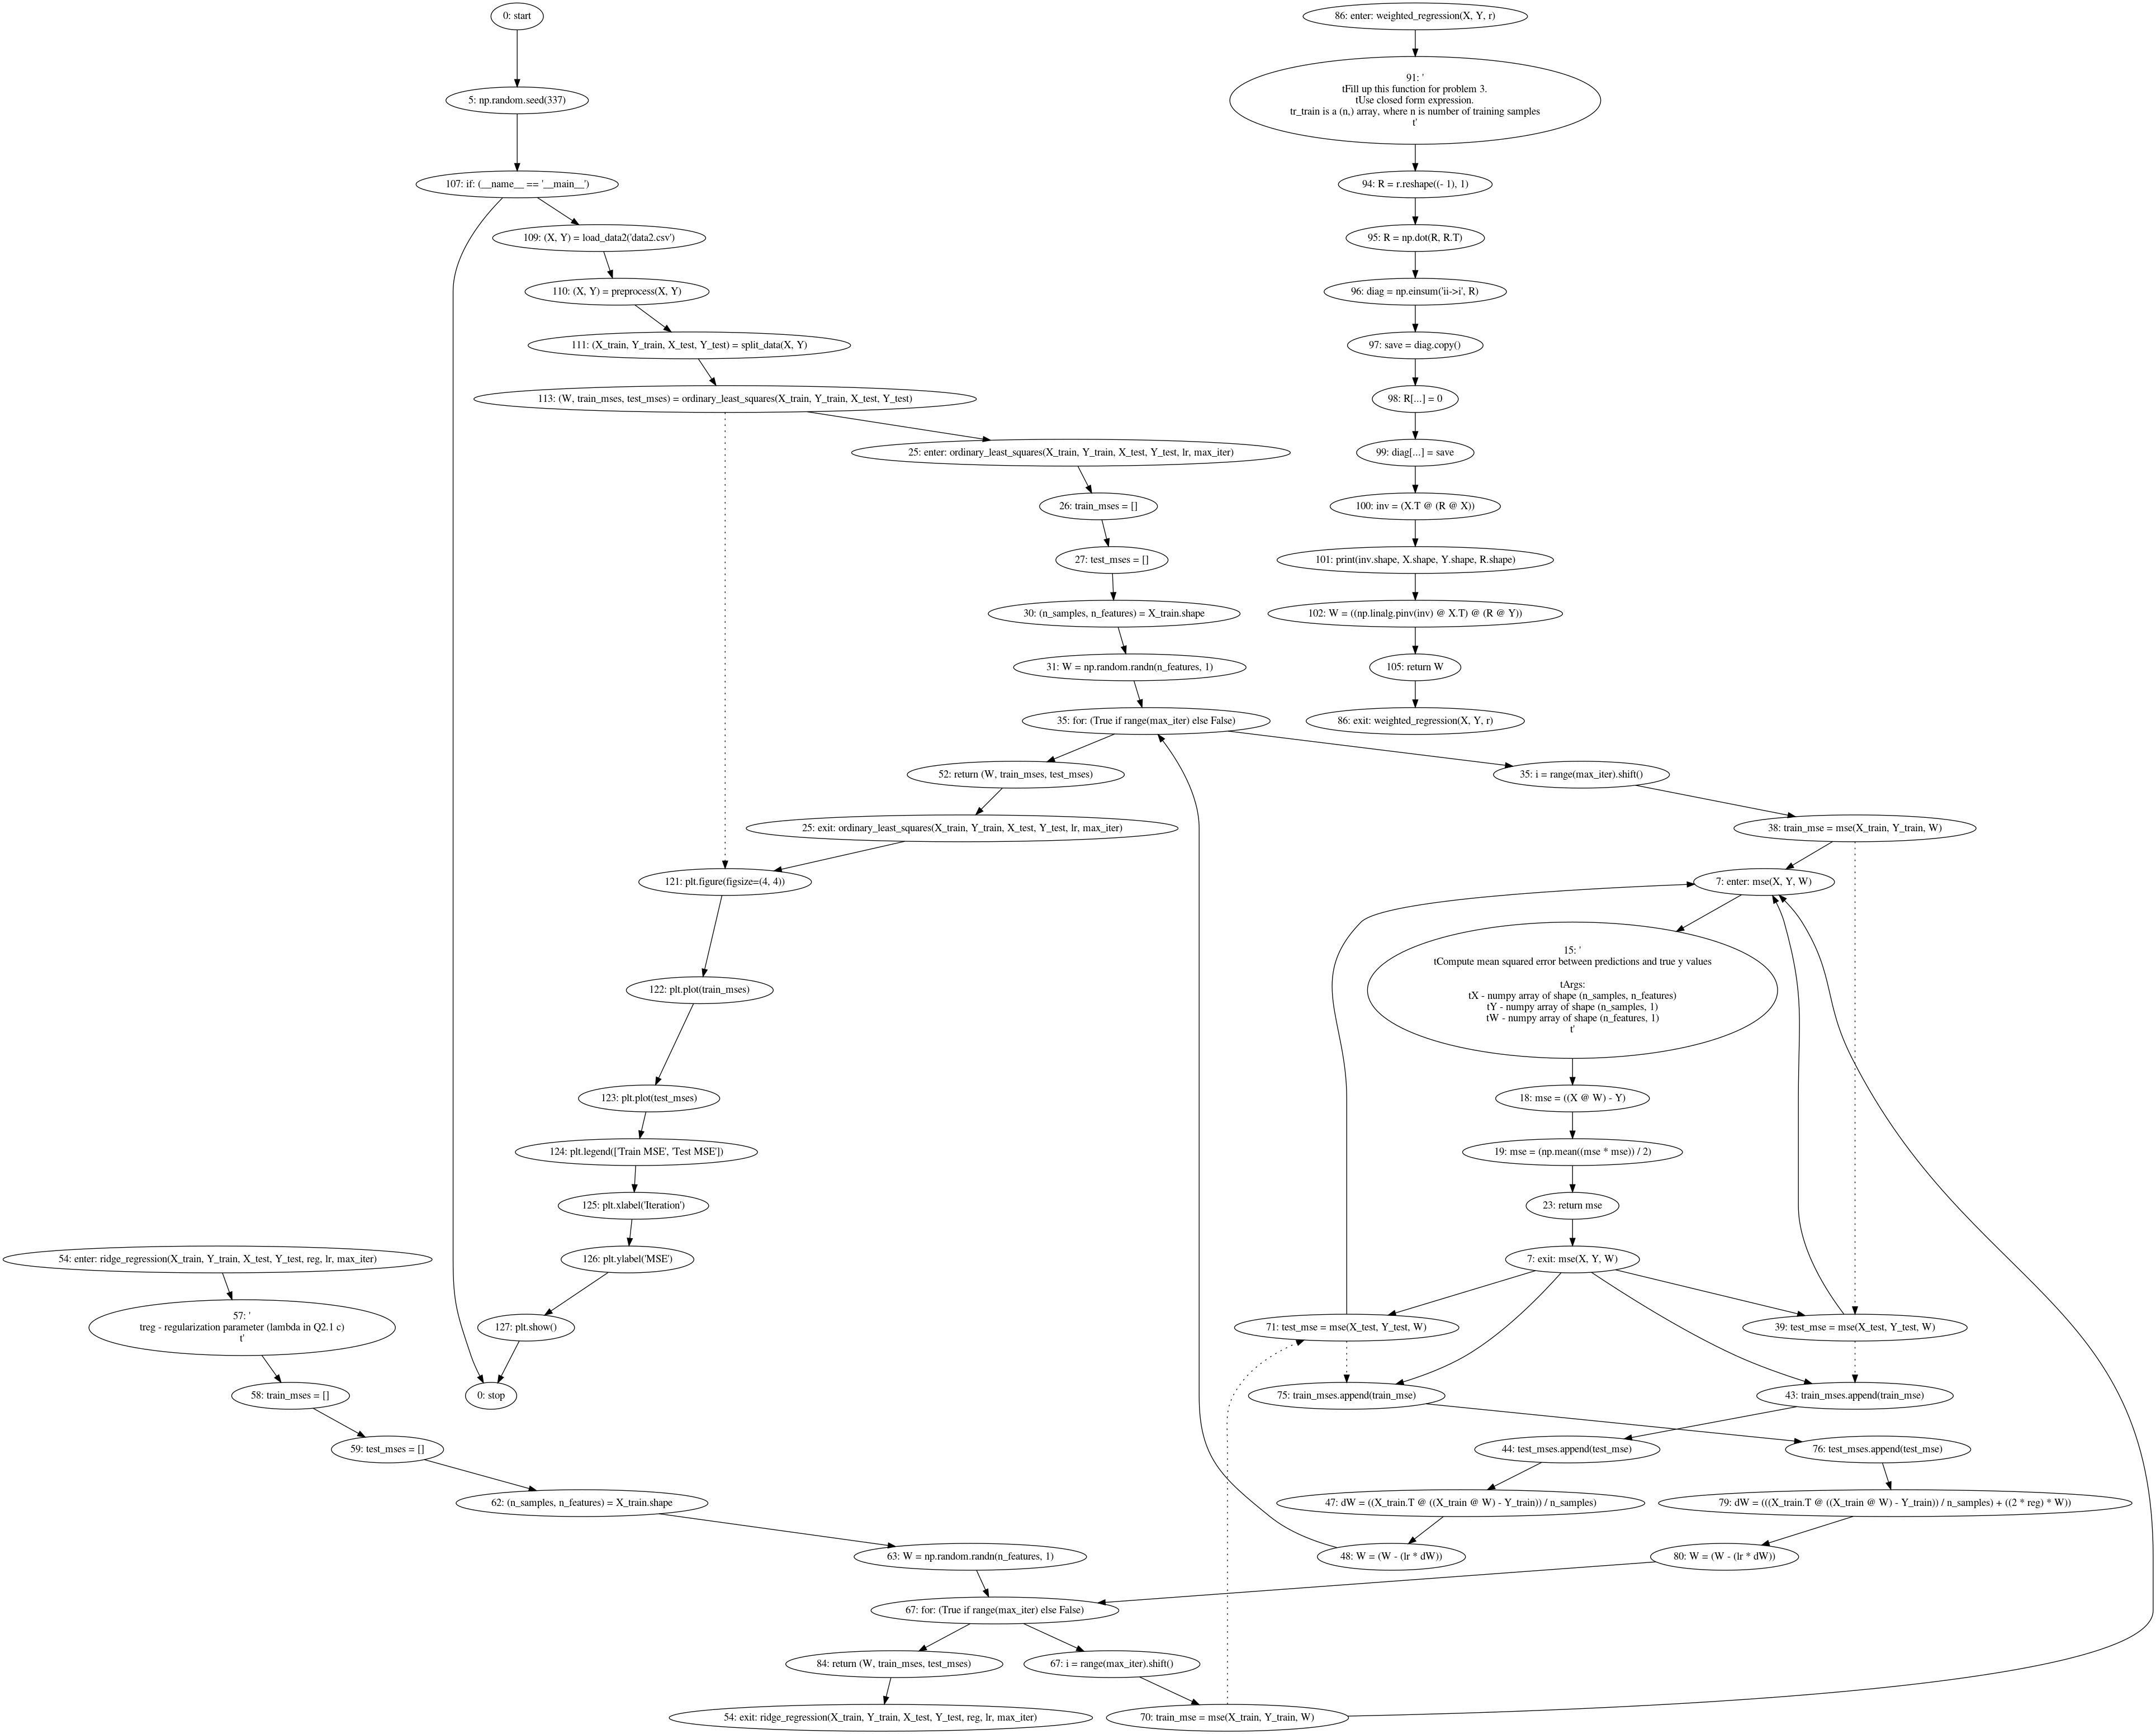 0: start
5: np.random.seed(337)
107: if: (__name__ == '__main__')
109: (X, Y) = load_data2('data2.csv')
110: (X, Y) = preprocess(X, Y)
111: (X_train, Y_train, X_test, Y_test) = split_data(X, Y)
113: (W, train_mses, test_mses) = ordinary_least_squares(X_train, Y_train, X_test, Y_test)
25: enter: ordinary_least_squares(X_train, Y_train, X_test, Y_test, lr, max_iter)
26: train_mses = []
27: test_mses = []
30: (n_samples, n_features) = X_train.shape
31: W = np.random.randn(n_features, 1)
35: for: (True if range(max_iter) else False)
52: return (W, train_mses, test_mses)
25: exit: ordinary_least_squares(X_train, Y_train, X_test, Y_test, lr, max_iter)
121: plt.figure(figsize=(4, 4))
122: plt.plot(train_mses)
123: plt.plot(test_mses)
124: plt.legend(['Train MSE', 'Test MSE'])
125: plt.xlabel('Iteration')
126: plt.ylabel('MSE')
127: plt.show()
0: stop
86: enter: weighted_regression(X, Y, r)
91: '
tFill up this function for problem 3.
tUse closed form expression.
tr_train is a (n,) array, where n is number of training samples
t'
94: R = r.reshape((- 1), 1)
95: R = np.dot(R, R.T)
96: diag = np.einsum('ii->i', R)
97: save = diag.copy()
98: R[...] = 0
99: diag[...] = save
100: inv = (X.T @ (R @ X))
101: print(inv.shape, X.shape, Y.shape, R.shape)
102: W = ((np.linalg.pinv(inv) @ X.T) @ (R @ Y))
105: return W
86: exit: weighted_regression(X, Y, r)
35: i = range(max_iter).shift()
38: train_mse = mse(X_train, Y_train, W)
7: enter: mse(X, Y, W)
15: '
tCompute mean squared error between predictions and true y values
tArgs:
tX - numpy array of shape (n_samples, n_features)
tY - numpy array of shape (n_samples, 1)
tW - numpy array of shape (n_features, 1)
t'
18: mse = ((X @ W) - Y)
19: mse = (np.mean((mse * mse)) / 2)
23: return mse
7: exit: mse(X, Y, W)
71: test_mse = mse(X_test, Y_test, W)
39: test_mse = mse(X_test, Y_test, W)
75: train_mses.append(train_mse)
43: train_mses.append(train_mse)
44: test_mses.append(test_mse)
76: test_mses.append(test_mse)
47: dW = ((X_train.T @ ((X_train @ W) - Y_train)) / n_samples)
79: dW = (((X_train.T @ ((X_train @ W) - Y_train)) / n_samples) + ((2 * reg) * W))
48: W = (W - (lr * dW))
80: W = (W - (lr * dW))
54: enter: ridge_regression(X_train, Y_train, X_test, Y_test, reg, lr, max_iter)
57: '
treg - regularization parameter (lambda in Q2.1 c)
t'
58: train_mses = []
59: test_mses = []
62: (n_samples, n_features) = X_train.shape
63: W = np.random.randn(n_features, 1)
67: for: (True if range(max_iter) else False)
84: return (W, train_mses, test_mses)
67: i = range(max_iter).shift()
54: exit: ridge_regression(X_train, Y_train, X_test, Y_test, reg, lr, max_iter)
70: train_mse = mse(X_train, Y_train, W)